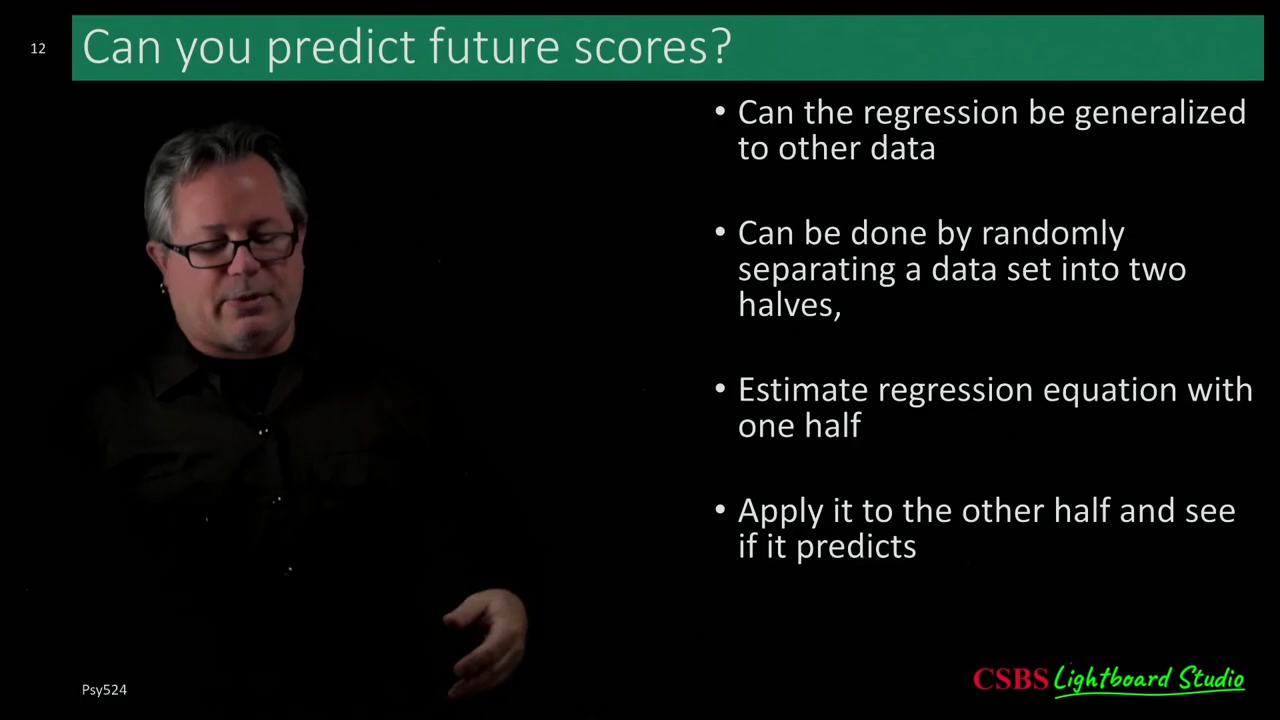 12
Can you predict future scores?
• Can the regression be generalized
to other data
• Can be done by randomly
separating a data set into two
halves,
• Estimate regression equation with
one half
• Apply it to the other half and see
if it predicts
Psy524
CSBS Lightboard Studio